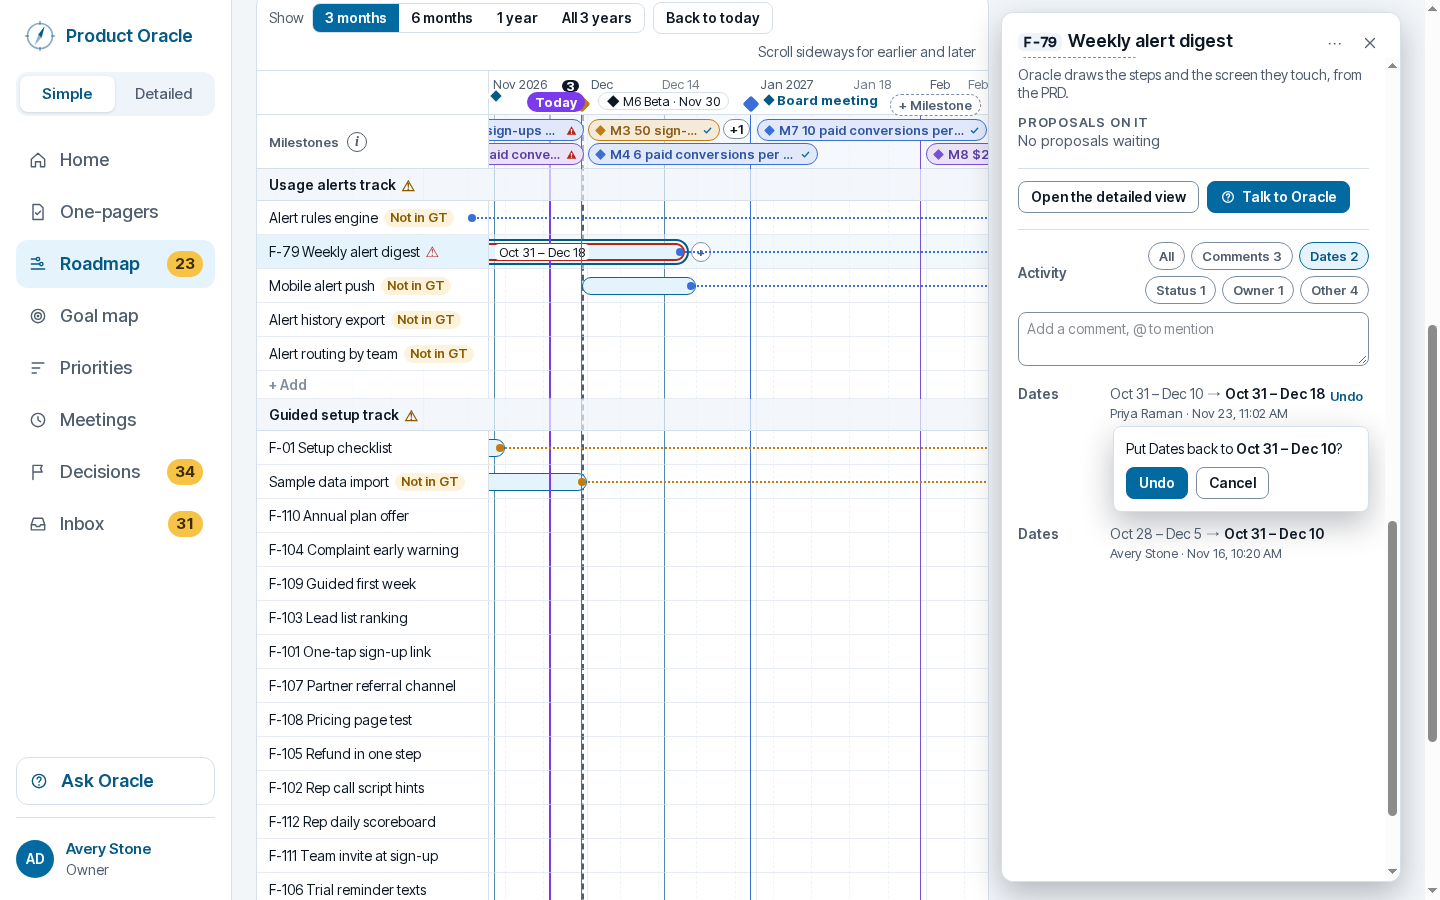 Product Oracle
Simple
Detailed
Home
One-pagers
Roadmap
23
Goal map
Priorities
Meetings
Decisions
34
Inbox
31
Ask Oracle
AD
Avery Stone
Owner
Show
3 months
6 months
1 year
All 3 years
Back to today
Scroll sideways for earlier and later
Nov 2026
3
Dec
Dec 14
Jan 2027
Jan 18
Feb
Feb
Today
M6 Beta · Nov 30
Board meeting
+ Milestone
Milestones
i
sign-ups ...
M3 50 sign-...
+1
M7 10 paid conversions per...
aid conve...
M4 6 paid conversions per ...
M8 $2
Usage alerts track
Alert rules engine
Not in GT
F-79 Weekly alert digest
Oct 31 – Dec 18
+
Mobile alert push
Not in GT
Alert history export
Not in GT
Alert routing by team
Not in GT
+ Add
Guided setup track
F-01 Setup checklist
Sample data import
Not in GT
F-110 Annual plan offer
F-104 Complaint early warning
F-109 Guided first week
F-103 Lead list ranking
F-101 One-tap sign-up link
F-107 Partner referral channel
F-108 Pricing page test
F-105 Refund in one step
F-102 Rep call script hints
F-112 Rep daily scoreboard
F-111 Team invite at sign-up
F-106 Trial reminder texts
F-79 Weekly alert digest
...
Oracle draws the steps and the screen they touch, from
the PRD.
PROPOSALS ON IT
No proposals waiting
Open the detailed view
Talk to Oracle
Activity
All
Comments 3
Dates 2
Status 1
Owner 1
Other 4
Add a comment, @ to mention
Dates
Oct 31 – Dec 10 → Oct 31 – Dec 18 Undo
Priya Raman · Nov 23, 11:02 AM
Put Dates back to Oct 31 – Dec 10?
Undo
Cancel
Dates
Oct 28 – Dec 5 → Oct 31 – Dec 10
Avery Stone · Nov 16, 10:20 AM